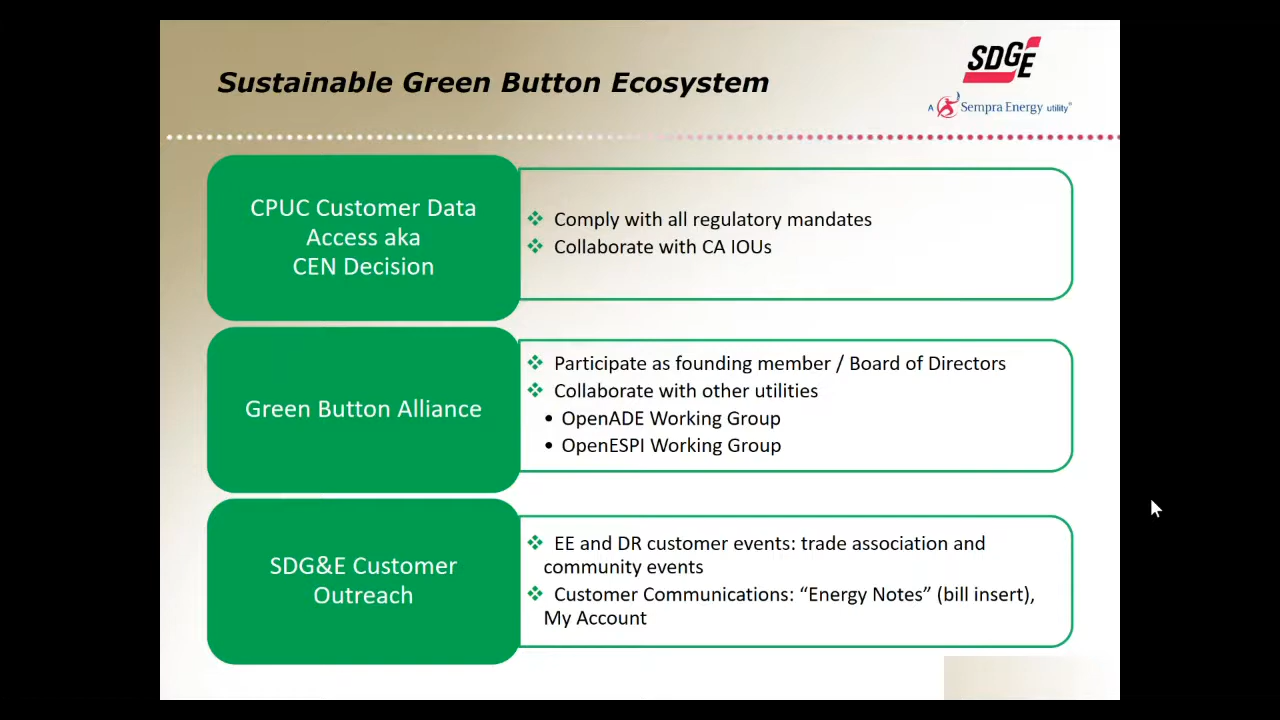 Sustainable Green Button Ecosystem
SDGE
A Sempra Energy utility®
CPUC Customer Data
Access aka
CEN Decision
❖ Comply with all regulatory mandates
❖ Collaborate with CA IOUs
Green Button Alliance
❖ Participate as founding member / Board of Directors
❖ Collaborate with other utilities
• OpenADE Working Group
• OpenESPI Working Group
SDG&E Customer
Outreach
❖ EE and DR customer events: trade association and
community events
❖ Customer Communications: “Energy Notes” (bill insert),
My Account